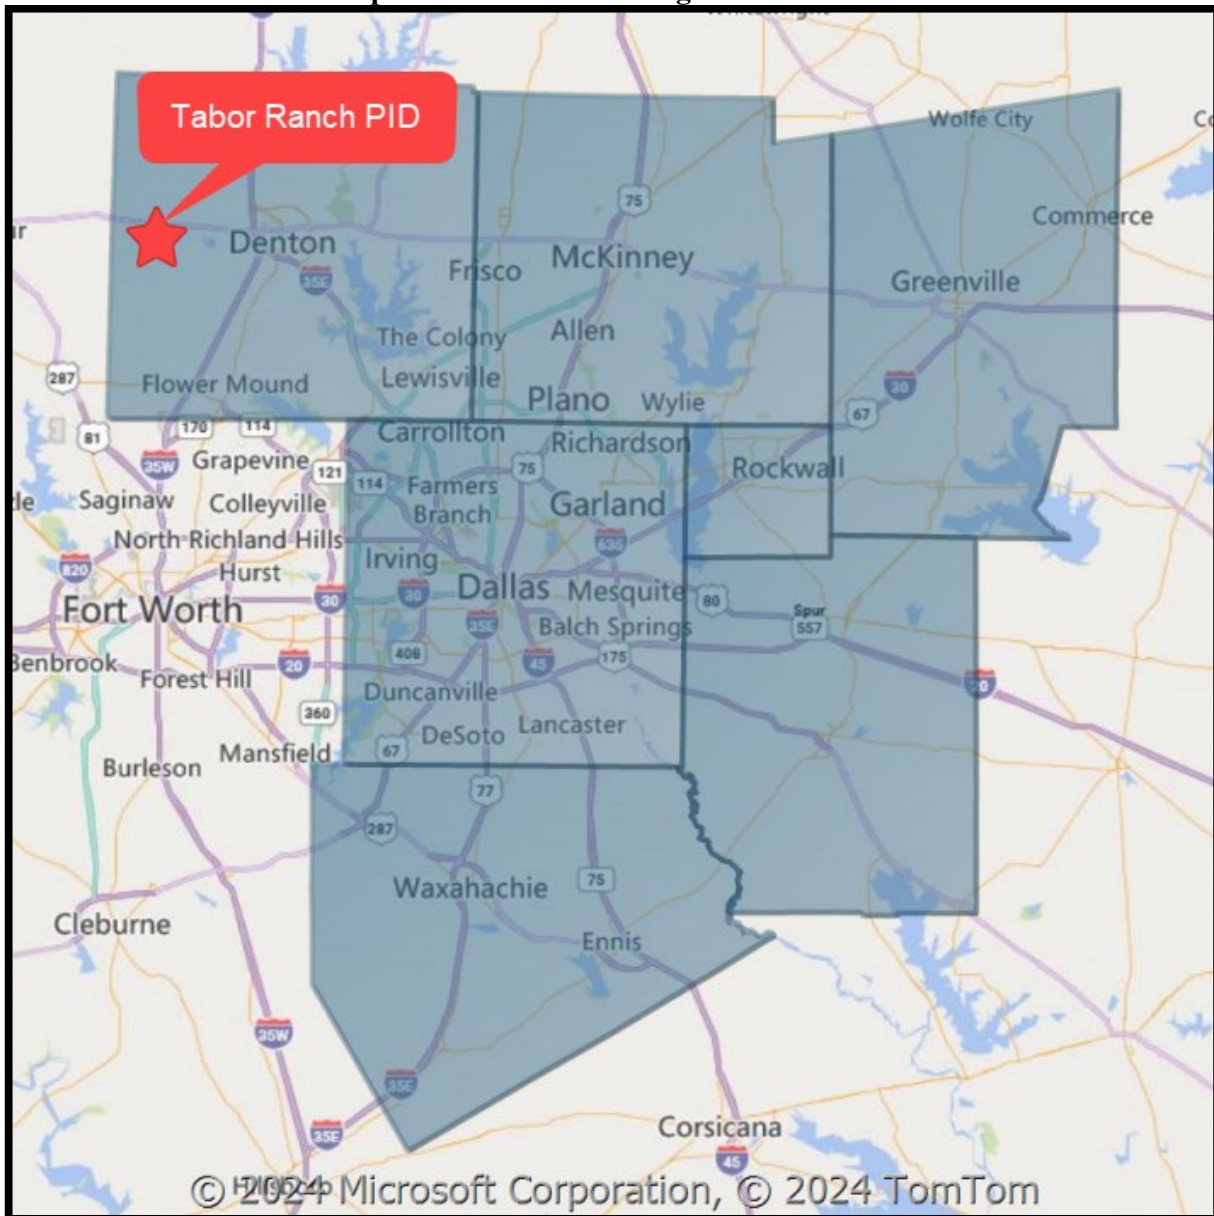 Tabor Ranch PID
Wolfe City
Commerce
75
Denton
McKinney
Frisco
Greenville
35E
The Colony
Allen
287
Flower Mound
Lewisville
Plano
Wylie
30
67
81
170
114
Carrollton
Richardson
35W
Grapevine
121
114
75
Rockwall
Saginaw
Colleyville
Farmers
Branch
Garland
North Richland Hills
635
Irving
820
Hurst
30
30
Dallas
Mesquite
80
Fort Worth
35E
Balch Springs
Spur
557
408
45
175
Benbrook
Forest Hill
20
20
Duncanville
360
DeSoto
Lancaster
Mansfield
67
Burleson
77
287
Waxahachie
75
Cleburne
Ennis
35W
35E
35E
Corsicana
45
© 2024 Microsoft Corporation, © 2024 TomTom